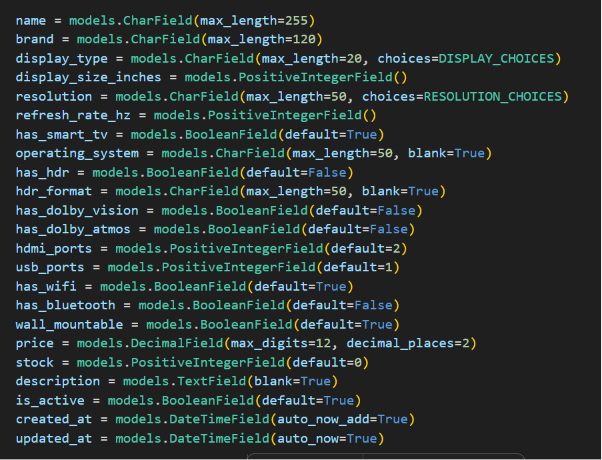 name = models.CharField(max_length=255)
brand = models.CharField(max_length=120)
display_type = models.CharField(max_length=20, choices=DISPLAY_CHOICES)
display_size_inches = models.PositiveIntegerField()
resolution = models.CharField(max_length=50, choices=RESOLUTION_CHOICES)
refresh_rate_hz = models.PositiveIntegerField()
has_smart_tv = models.BooleanField(default=True)
operating_system = models.CharField(max_length=50, blank=True)
has_hdr = models.BooleanField(default=False)
hdr_format = models.CharField(max_length=50, blank=True)
has_dolby_vision = models.BooleanField(default=False)
has_dolby_atmos = models.BooleanField(default=False)
hdmi_ports = models.PositiveIntegerField(default=2)
usb_ports = models.PositiveIntegerField(default=1)
has_wifi = models.BooleanField(default=True)
has_bluetooth = models.BooleanField(default=False)
wall_mountable = models.BooleanField(default=True)
price = models.DecimalField(max_digits=12, decimal_places=2)
stock = models.PositiveIntegerField(default=0)
description = models.TextField(blank=True)
is_active = models.BooleanField(default=True)
created_at = models.DateTimeField(auto_now_add=True)
updated_at = models.DateTimeField(auto_now=True)